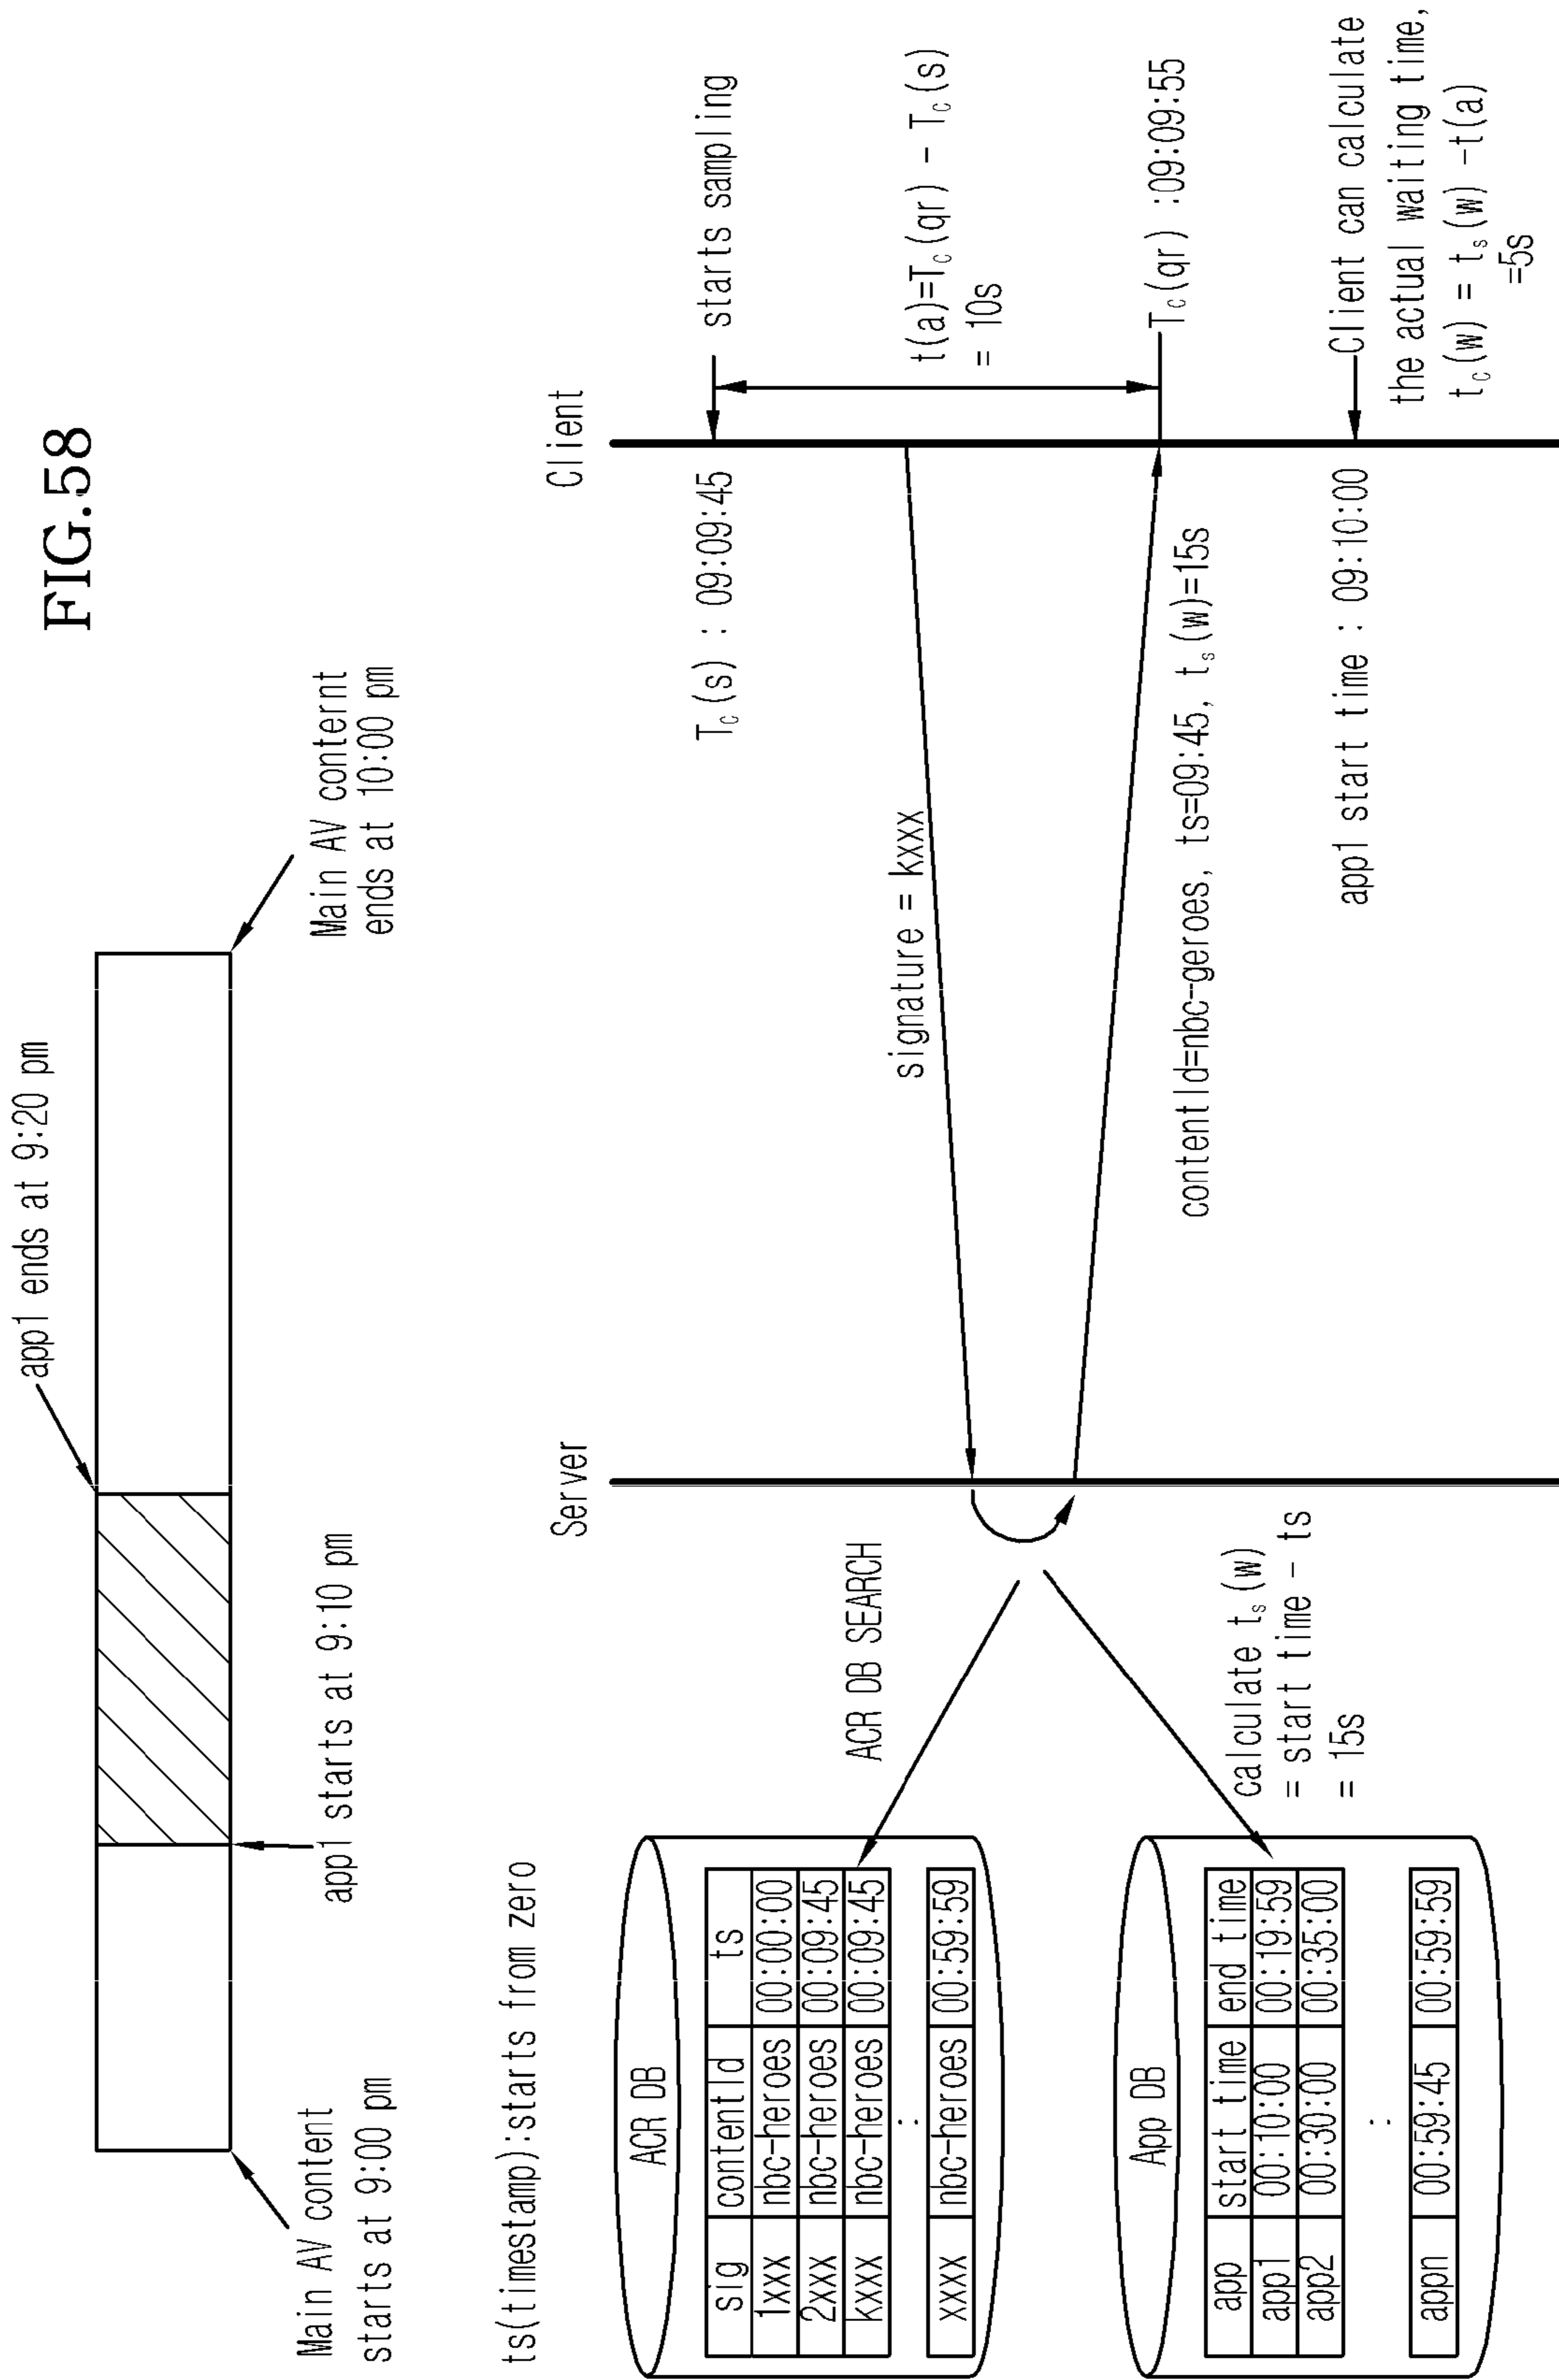 FIG.58
app1 ends at 9:20 pm
Main AV content
starts at 9:00 pm
app1 starts at 9:10 pm
Main AV conternt
ends at 10:00 pm
ts(timestamp):starts from zero
Server
Client
ACR DB
sig contentId ts
1xxx nbc-heroes 00:00:00
2xxx nbc-heroes 00:09:45
kxxx nbc-heroes 00:09:45
:
xxxx nbc-heroes 00:59:59
ACR DB SEARCH
App DB
app start time end time
app1 00:10:00 00:19:59
app2 00:30:00 00:35:00
:
appn 00:59:45 00:59:59
calculate ts(w)
= start time - ts
= 15s
signature = kxxx
contentId=nbc-geroes, ts=09:45, ts(w)=15s
Tc(s) : 09:09:45
starts sampling
t(a)=Tc(qr) - Tc(s)
= 10s
Tc(qr) :09:09:55
app1 start time : 09:10:00
Client can calculate
the actual waiting time,
tc(w) = ts(w) -t(a)
=5s